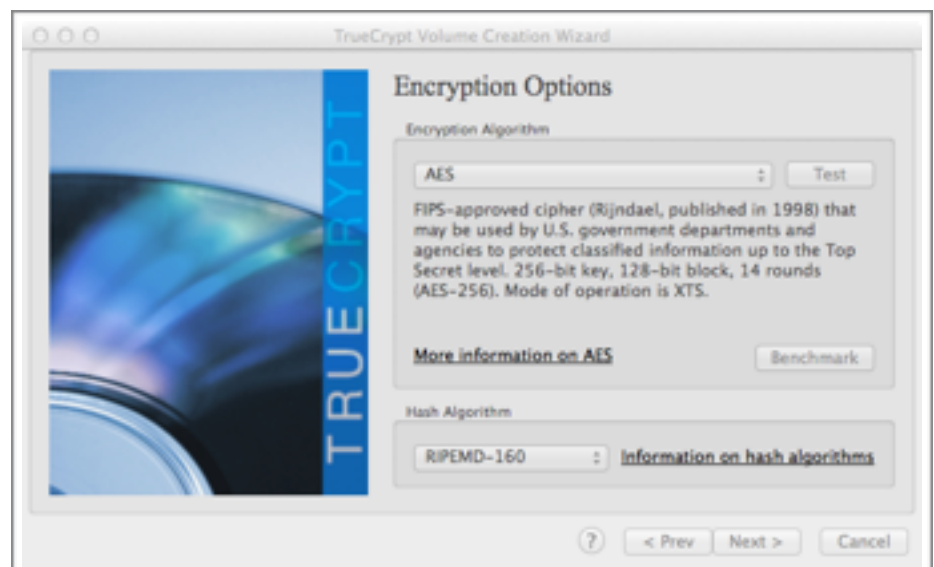 TrueCrypt Volume Creation Wizard
TRUECRYPT
Encryption Options
Encryption Algorithm
AES
Test
FIPS-approved cipher (Rijndael, published in 1998) that
may be used by U.S. government departments and
agencies to protect classified information up to the Top
Secret level. 256-bit key, 128-bit block, 14 rounds
(AES-256). Mode of operation is XTS.
More information on AES
Benchmark
Hash Algorithm
RIPEMD-160
Information on hash algorithms
? < Prev Next > Cancel